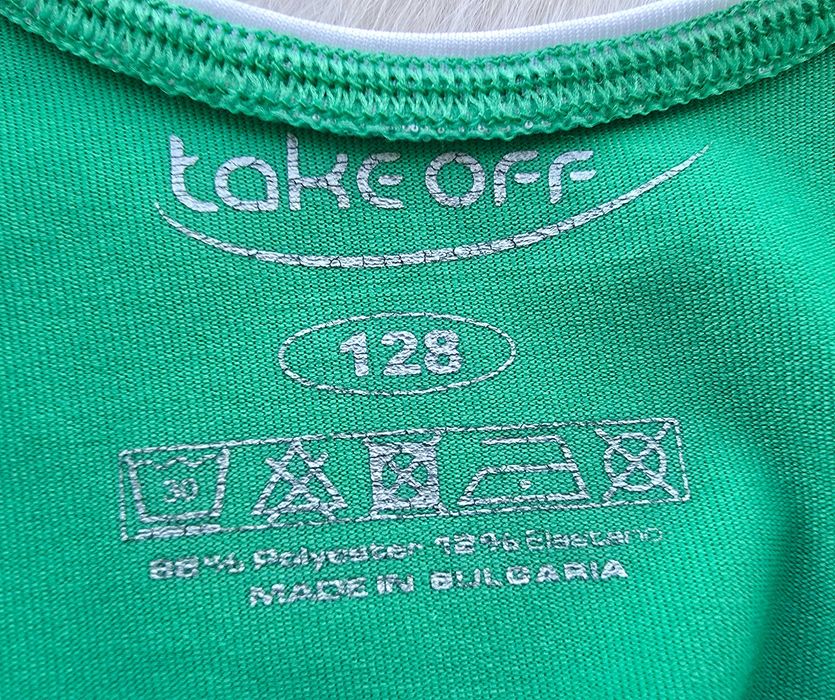 take OFF
128
30
88% Polyester 12% Elastane
MADE IN BULGARIA